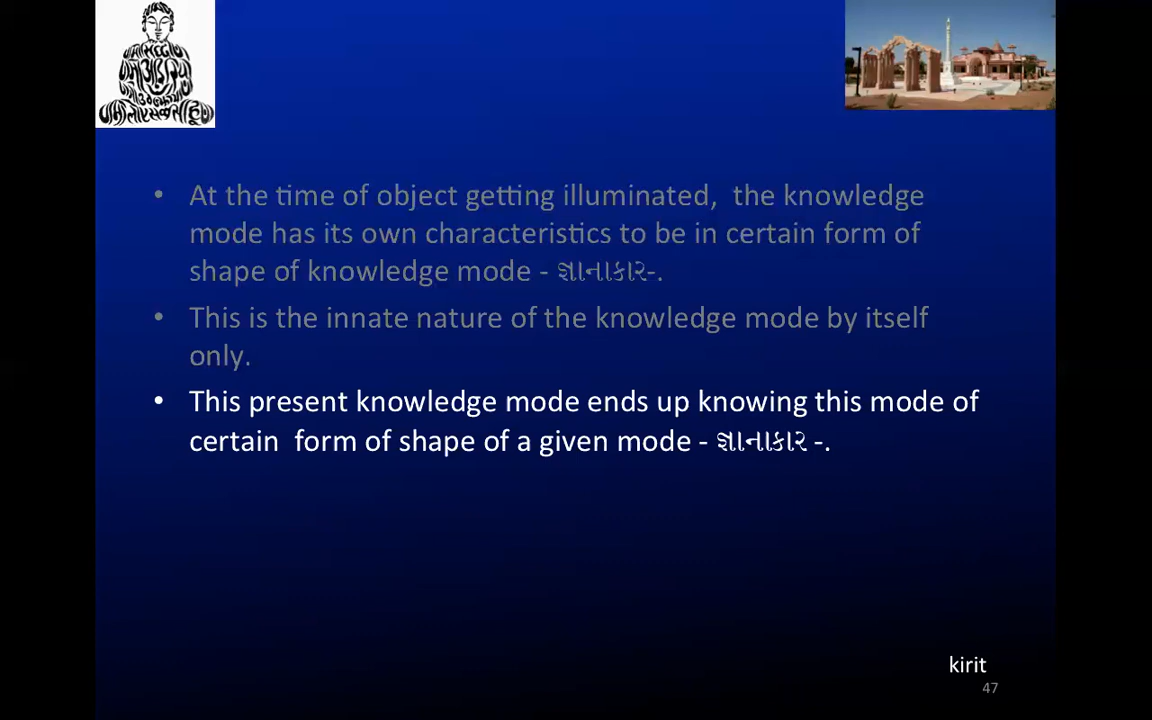 • At the time of object getting illuminated, the knowledge
mode has its own characteristics to be in certain form of
shape of knowledge mode - જ્ઞાનાકાર-.
• This is the innate nature of the knowledge mode by itself
only.
• This present knowledge mode ends up knowing this mode of
certain form of shape of a given mode - જ્ઞાનાકાર -.
kirit
47